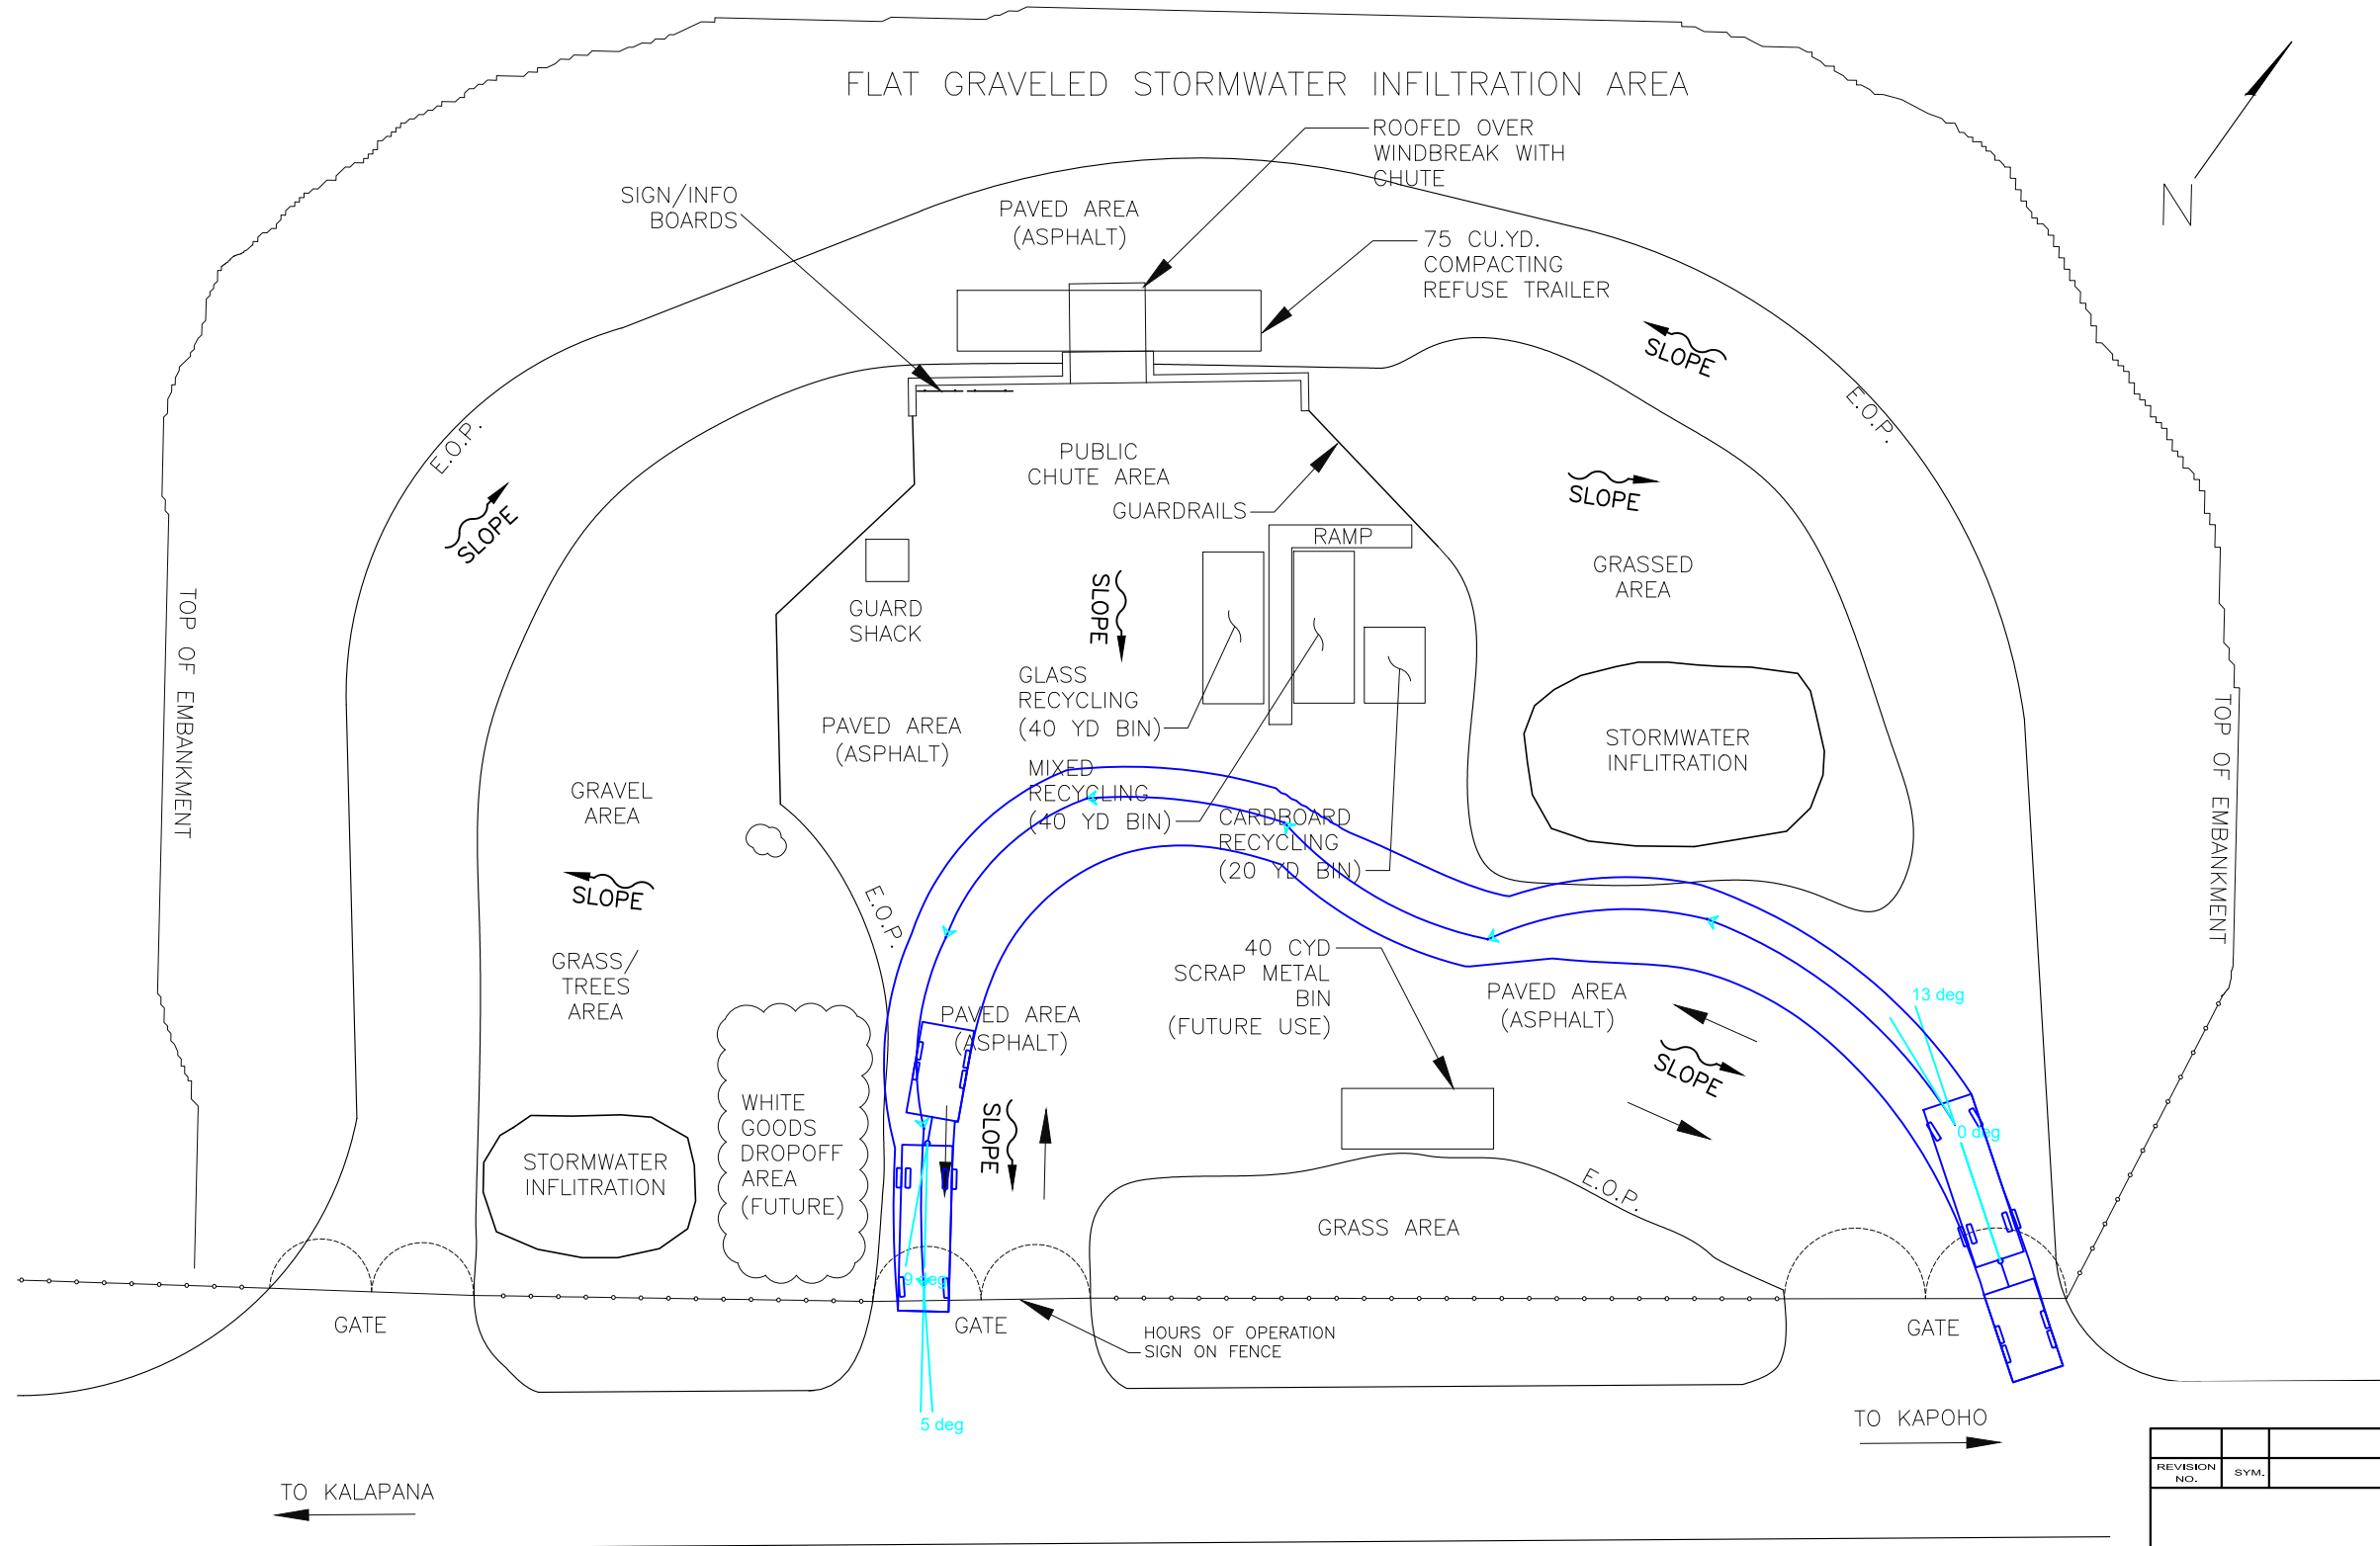 FLAT GRAVELED STORMWATER INFILTRATION AREA
ROOFED OVER
WINDBREAK WITH
CHUTE
SIGN/INFO
BOARDS
PAVED AREA
(ASPHALT)
75 CU.YD.
COMPACTING
REFUSE TRAILER
N
SLOPE
E.O.P.
E.O.P.
SLOPE
PUBLIC
CHUTE AREA
GUARDRAILS
SLOPE
RAMP
GRASSED
AREA
GUARD
SHACK
SLOPE
TOP OF EMBANKMENT
GLASS
RECYCLING
(40 YD BIN)
PAVED AREA
(ASPHALT)
STORMWATER
INFLITRATION
TOP OF EMBANKMENT
MIXED
RECYCLING
(40 YD BIN)
GRAVEL
AREA
CARDBOARD
RECYCLING
(20 YD BIN)
SLOPE
E.O.P.
GRASS/
TREES
AREA
40 CYD
SCRAP METAL
BIN
(FUTURE USE)
PAVED AREA
(ASPHALT)
13 deg
PAVED AREA
(ASPHALT)
SLOPE
0 deg
WHITE
GOODS
DROPOFF
AREA
(FUTURE)
SLOPE
STORMWATER
INFLITRATION
E.O.P.
GRASS AREA
9 deg
GATE
GATE
HOURS OF OPERATION
SIGN ON FENCE
GATE
5 deg
TO KAPOHO
TO KALAPANA
REVISION
NO.
SYM.